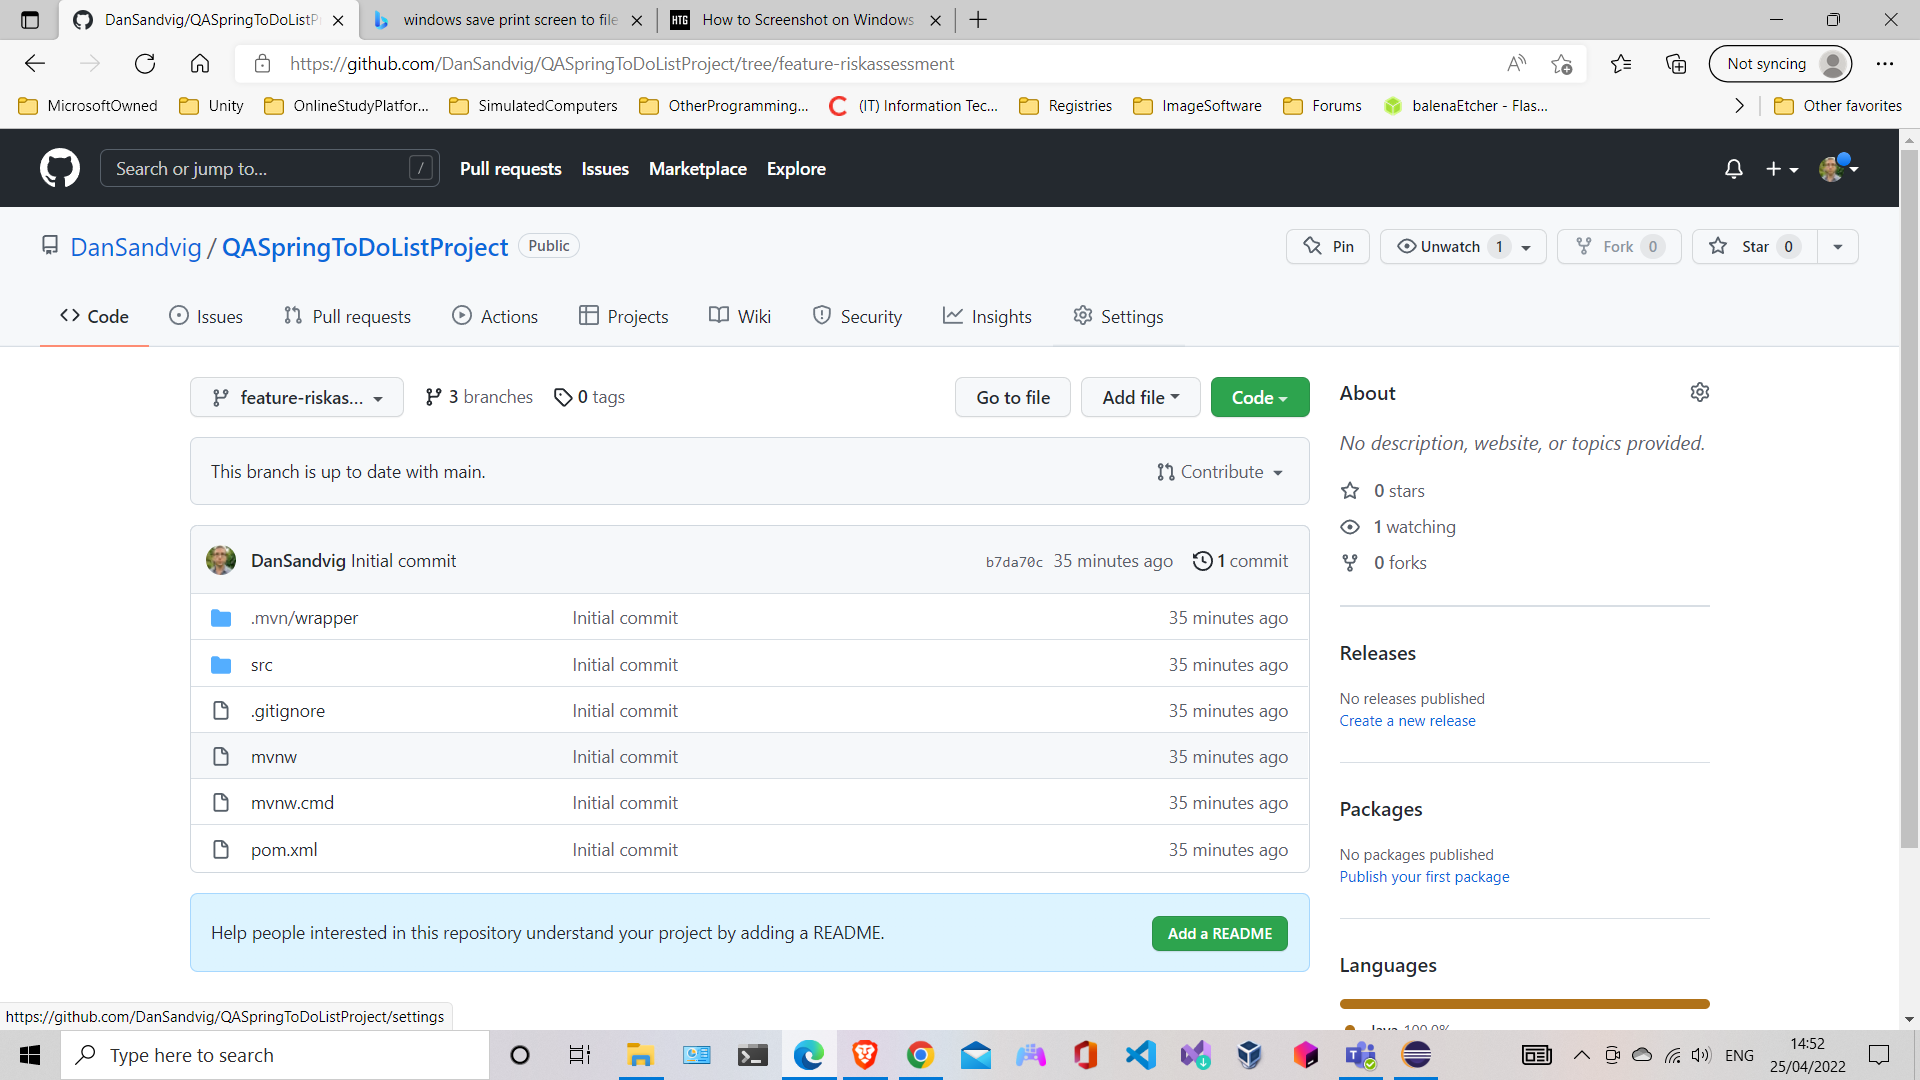 DanSandvig/QASpringToDoListPr
windows save print screen to file
HTG How to Screenshot on Windows
https://github.com/DanSandvig/QASpringToDoListProject/tree/feature-riskassessment
Not syncing
MicrosoftOwned Unity OnlineStudyPlatfor... SimulatedComputers OtherProgramming... (IT) Information Tec... Registries ImageSoftware Forums balenaEtcher - Flas... Other favorites
Search or jump to... / Pull requests Issues Marketplace Explore
DanSandvig / QASpringToDoListProject Public Pin Unwatch 1 Fork 0 Star 0
Code Issues Pull requests Actions Projects Wiki Security Insights Settings
feature-riskas... 3 branches 0 tags Go to file Add file Code
This branch is up to date with main. Contribute
DanSandvig Initial commit b7da70c 35 minutes ago 1 commit
.mvn/wrapper Initial commit 35 minutes ago
src Initial commit 35 minutes ago
.gitignore Initial commit 35 minutes ago
mvnw Initial commit 35 minutes ago
mvnw.cmd Initial commit 35 minutes ago
pom.xml Initial commit 35 minutes ago
Help people interested in this repository understand your project by adding a README. Add a README
About
No description, website, or topics provided.
0 stars
1 watching
0 forks
Releases
No releases published
Create a new release
Packages
No packages published
Publish your first package
Languages
Java 100.0%
https://github.com/DanSandvig/QASpringToDoListProject/settings
Type here to search
ENG
14:52
25/04/2022